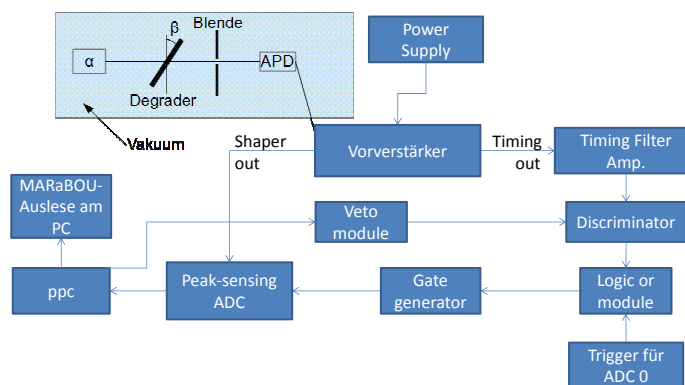 Blende
β
α
APD
Degrader
Vakuum
Power
Supply
Shaper
out
Vorverstärker
Timing
out
Timing Filter
Amp.
MARaBOU-
Auslese am
PC
Veto
module
Discriminator
ppc
Peak-sensing
ADC
Gate
generator
Logic or
module
Trigger für
ADC 0